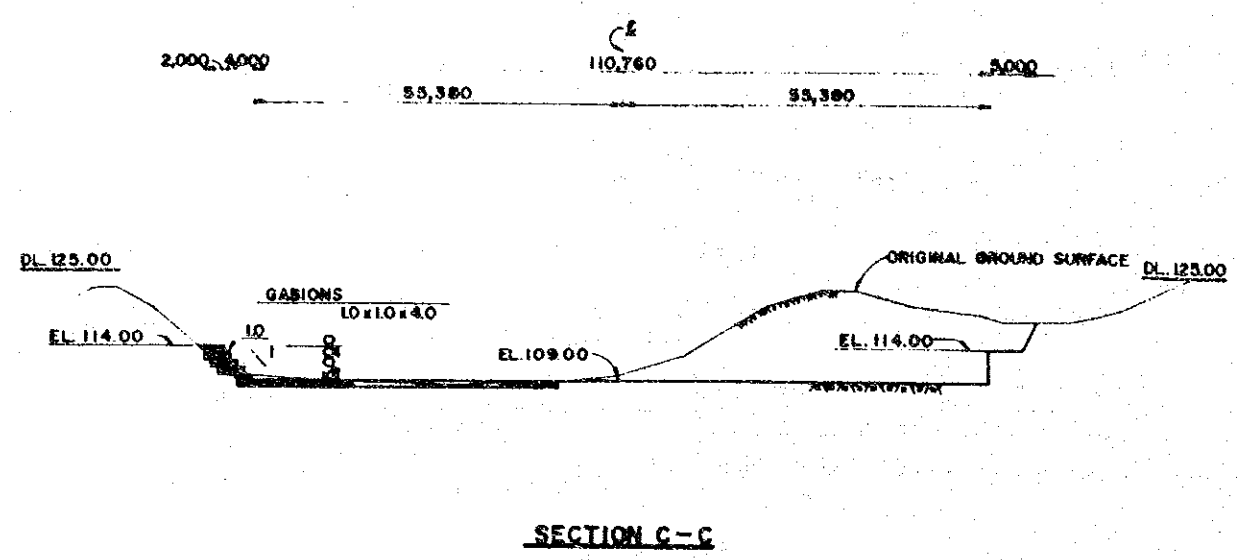 ℄
2,000 4,000 110,760 5,000
55,380 55,380
DL. 125.00
ORIGINAL GROUND SURFACE
DL. 125.00
GABIONS
1.0 x 1.0 x 4.0
EL. 114.00
1.0
1
EL. 109.00
EL. 114.00
SECTION C-C